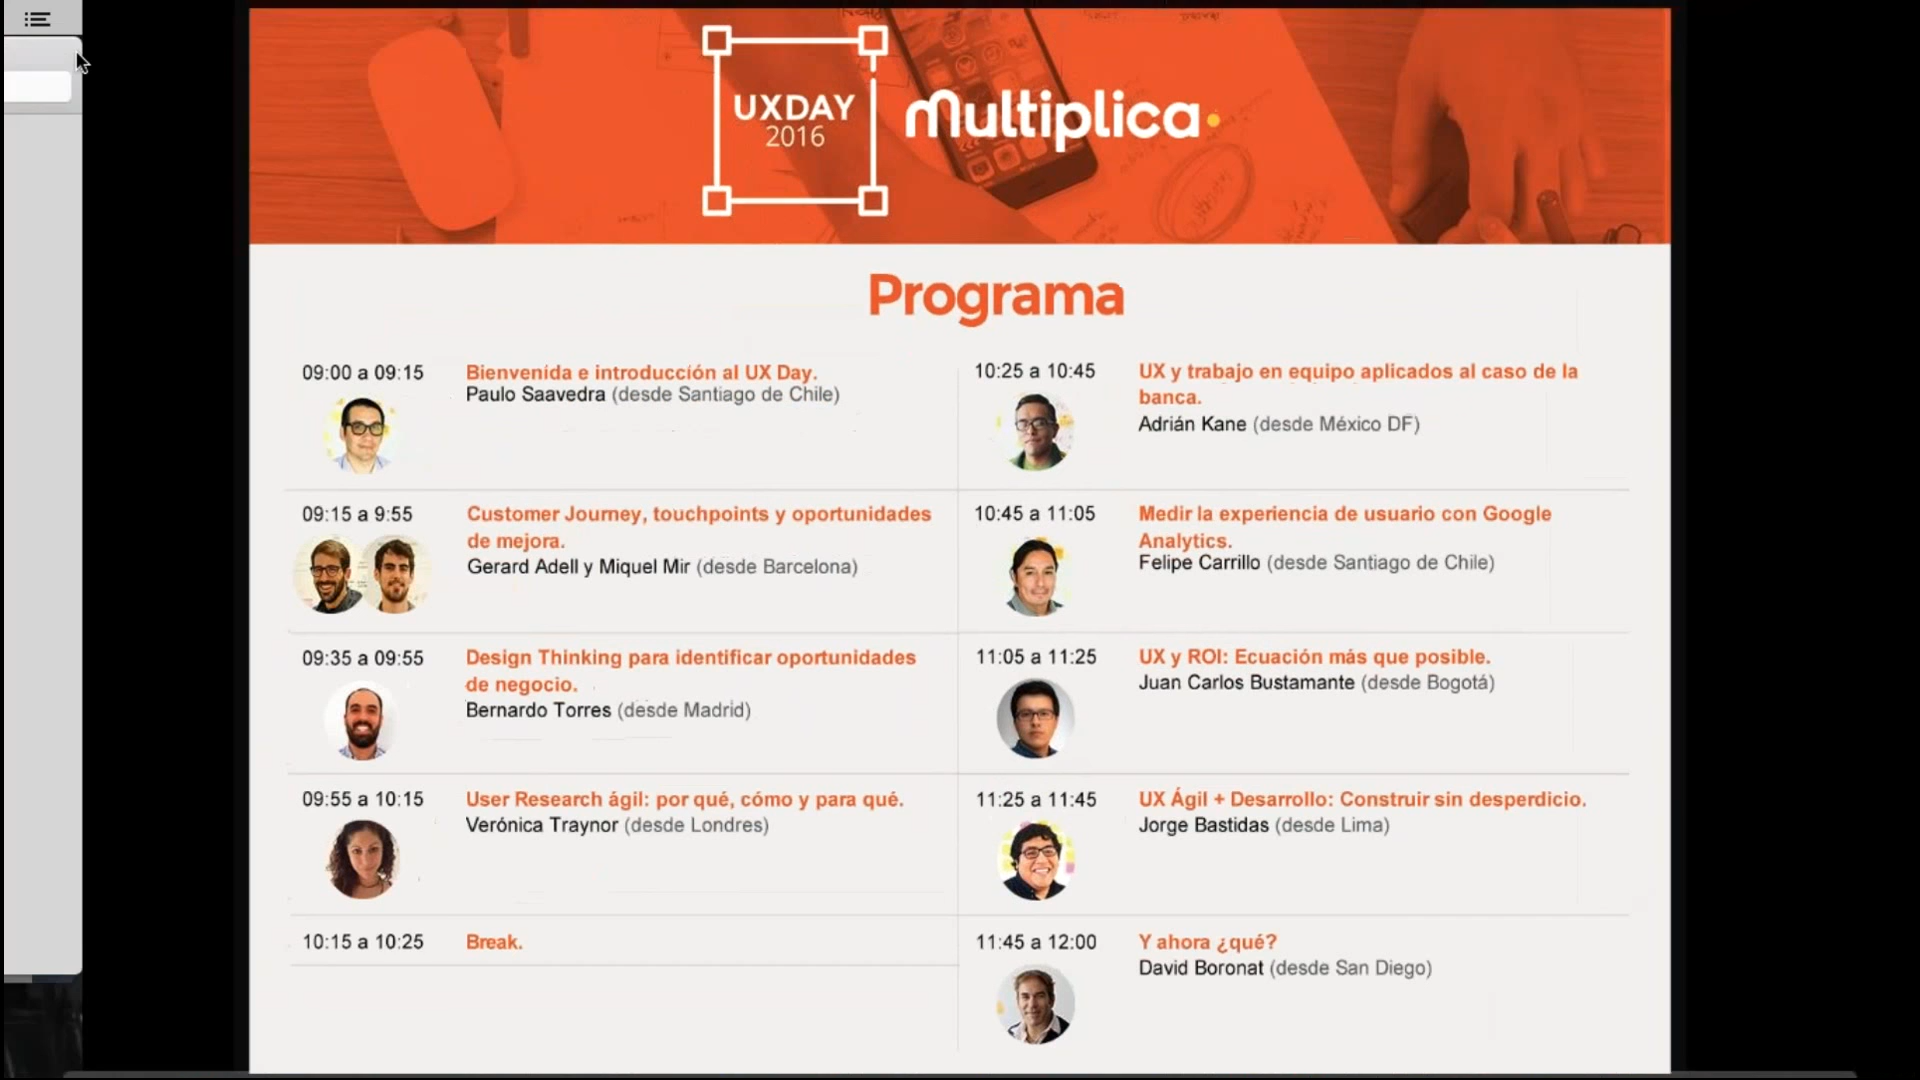 UXDAY
2016
Multiplica
Programa
09:00 a 09:15
Bienvenida e introducción al UX Day.
Paulo Saavedra (desde Santiago de Chile)
09:15 a 9:55
Customer Journey, touchpoints y oportunidades
de mejora.
Gerard Adell y Miquel Mir (desde Barcelona)
09:35 a 09:55
Design Thinking para identificar oportunidades
de negocio.
Bernardo Torres (desde Madrid)
09:55 a 10:15
User Research ágil: por qué, cómo y para qué.
Verónica Traynor (desde Londres)
10:15 a 10:25
Break.
10:25 a 10:45
UX y trabajo en equipo aplicados al caso de la
banca.
Adrián Kane (desde México DF)
10:45 a 11:05
Medir la experiencia de usuario con Google
Analytics.
Felipe Carrillo (desde Santiago de Chile)
11:05 a 11:25
UX y ROI: Ecuación más que posible.
Juan Carlos Bustamante (desde Bogotá)
11:25 a 11:45
UX Ágil + Desarrollo: Construir sin desperdicio.
Jorge Bastidas (desde Lima)
11:45 a 12:00
Y ahora ¿qué?
David Boronat (desde San Diego)